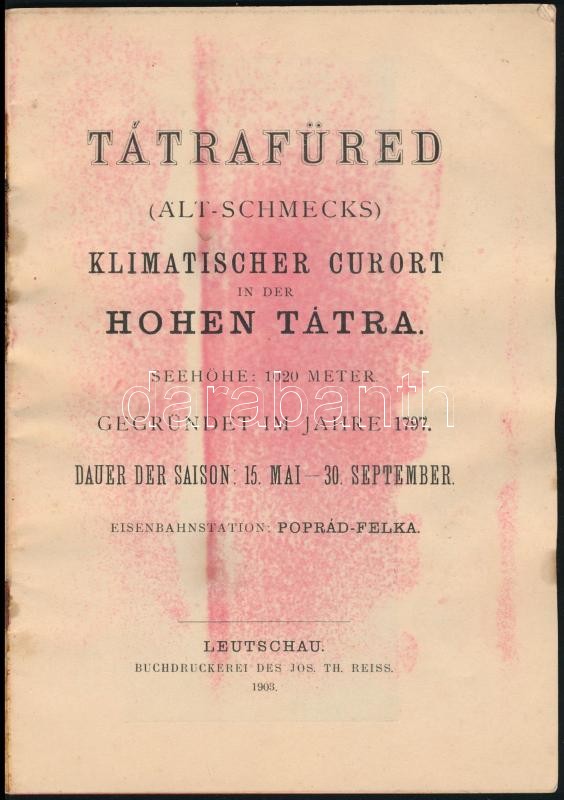 TÁTRAFÜRED
(ALT-SCHMECKS)
KLIMATISCHER CURORT
IN DER
HOHEN TÁTRA.
SEEHÖHE: 1020 METER
darabanth
GEGRÜNDET IM JAHRE 1797.
DAUER DER SAISON: 15. MAI—30. SEPTEMBER.
EISENBAHNSTATION: POPRÁD-FELKA.
LEUTSCHAU.
BUCHDRUCKEREI DES JOS. TH. REISS.
1903.